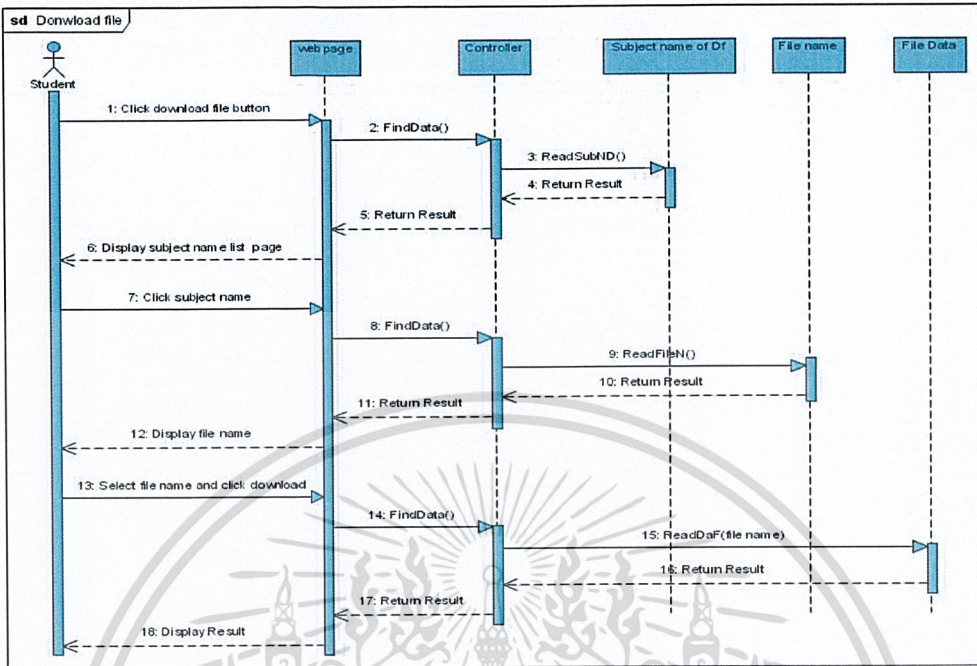 sd Donwload file
Student
web page
Controller
Subject name of Df
File name
File Data
1: Click download file button
2: FindData()
3: ReadSubND()
4: Return Result
5: Return Result
6: Display subject name list page
7: Click subject name
8: FindData()
9: ReadFileN()
10: Return Result
11: Return Result
12: Display file name
13: Select file name and click download
14: FindData()
15: ReadDaF(file name)
16: Return Result
17: Return Result
18: Display Result